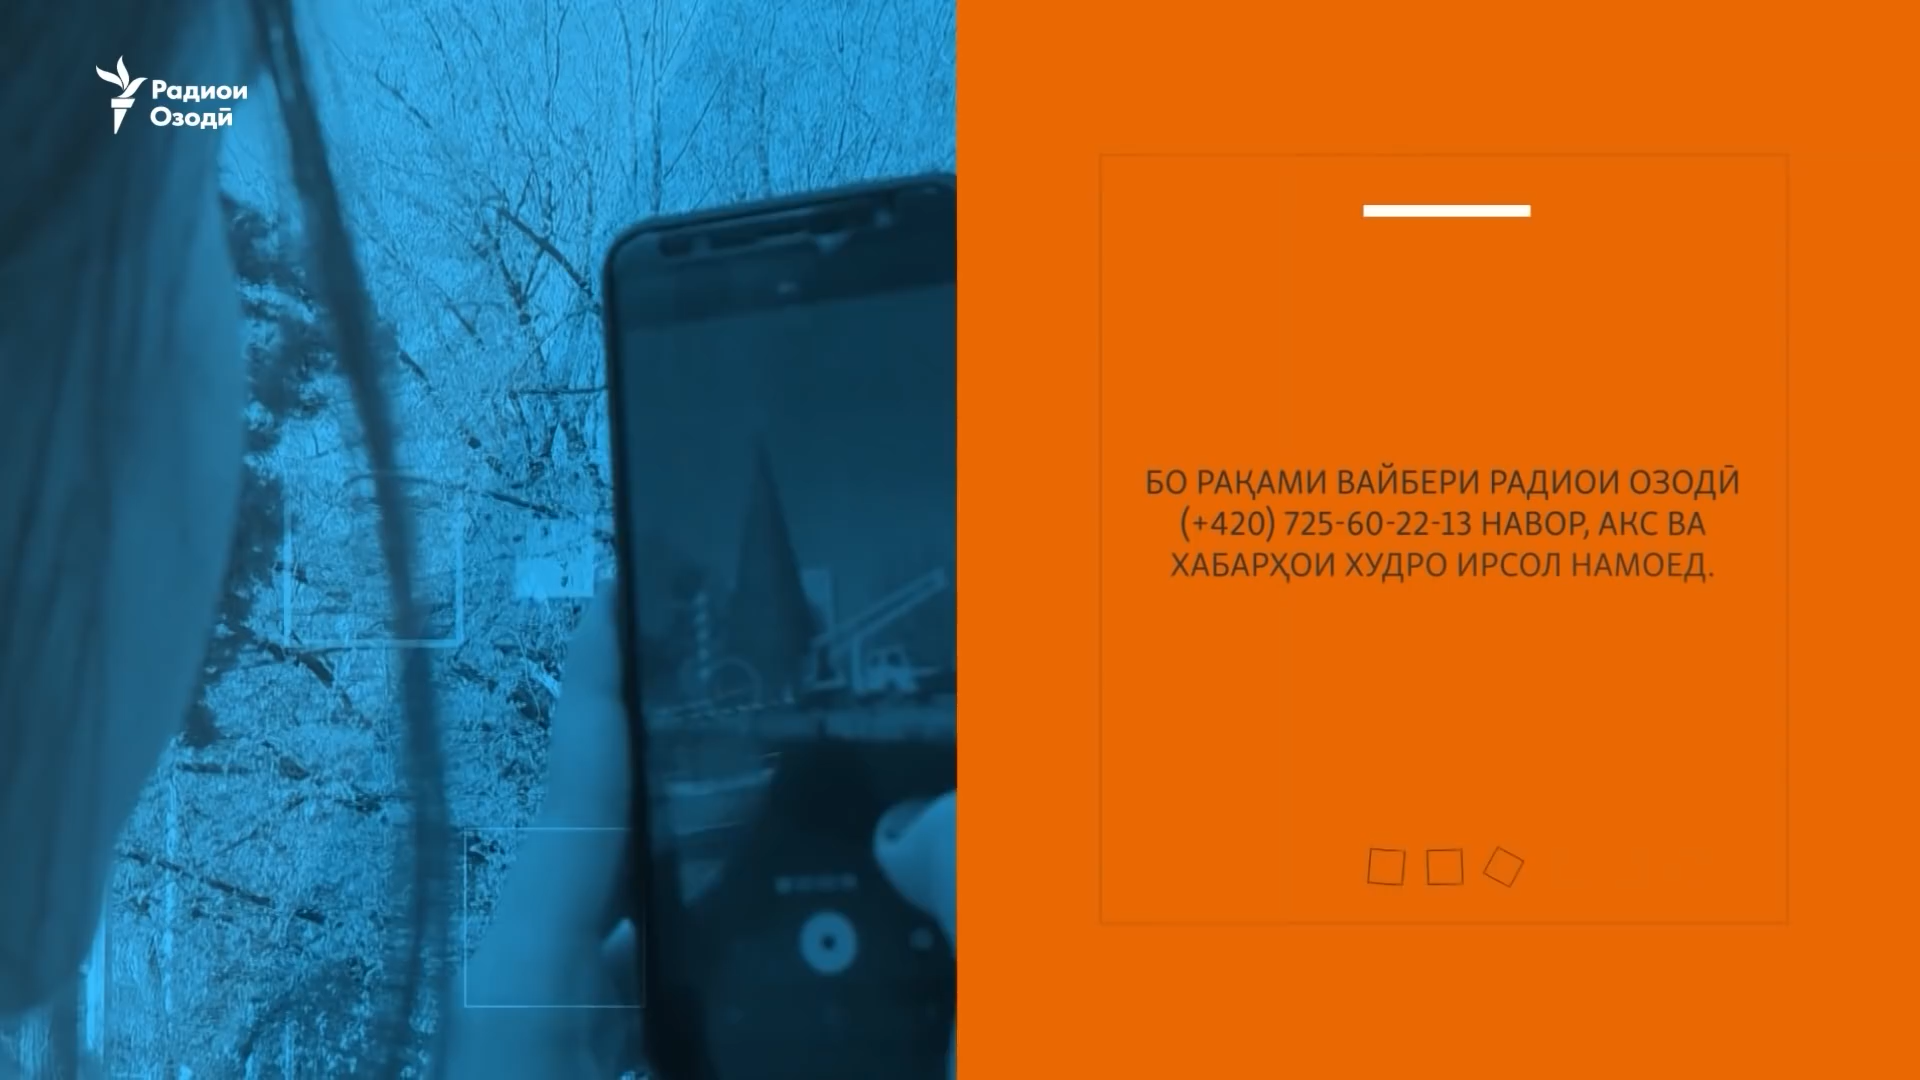 Радиои
Озодӣ
БО РАҚАМИ ВАЙБЕРИ РАДИОИ ОЗОДӢ
(+420) 725-60-22-13 НАВОР, АКС ВА
ХАБАРҲОИ ХУДРО ИРСОЛ НАМОЕД.